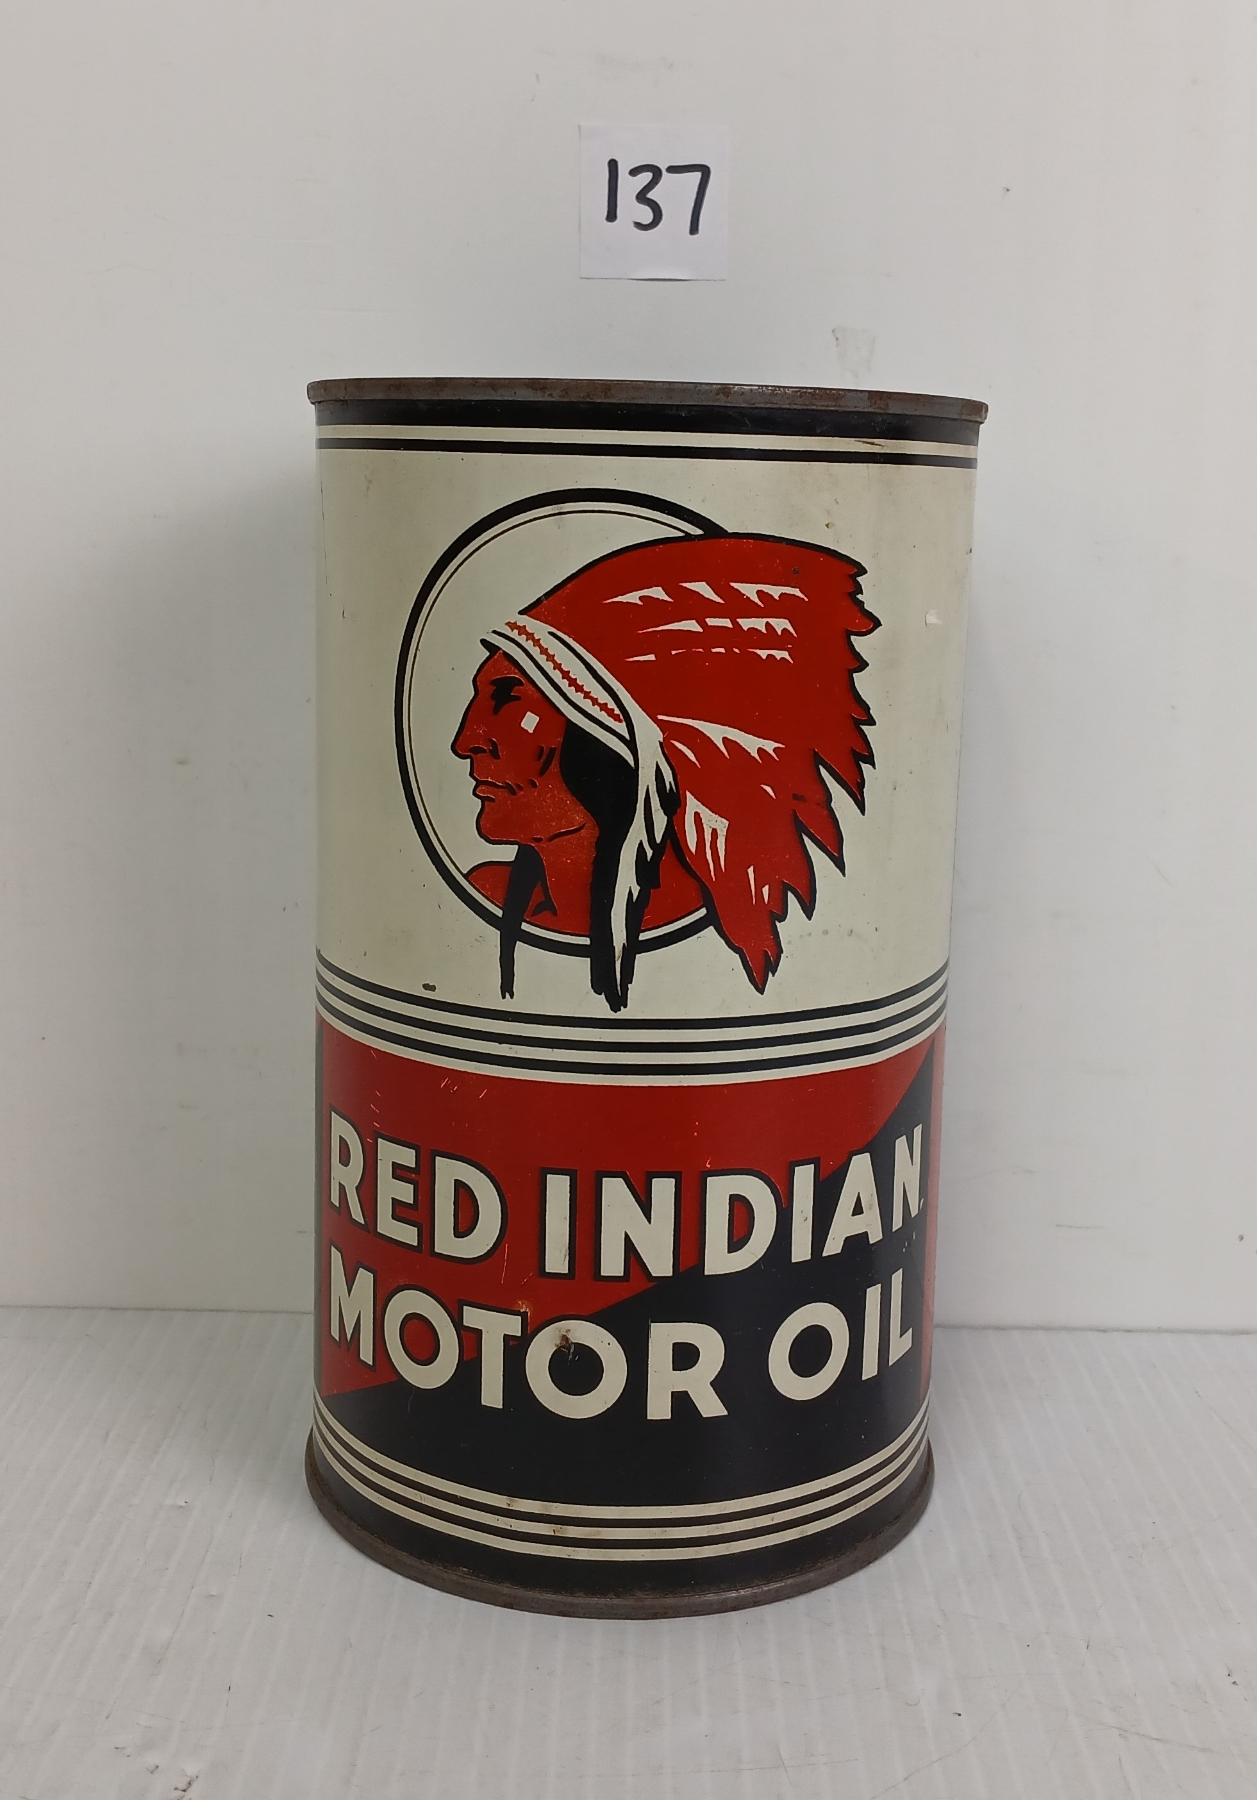 137
RED INDIAN
MOTOR OIL